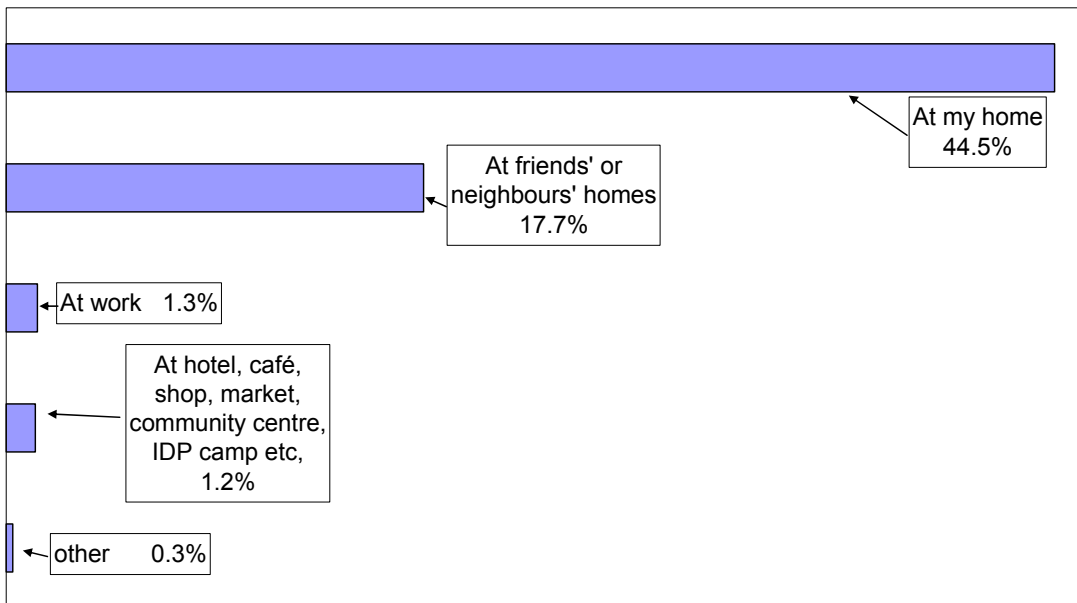 At my home
44.5%
At friends' or
neighbours' homes
17.7%
At work 1.3%
At hotel, café,
shop, market,
community centre,
IDP camp etc,
1.2%
other 0.3%